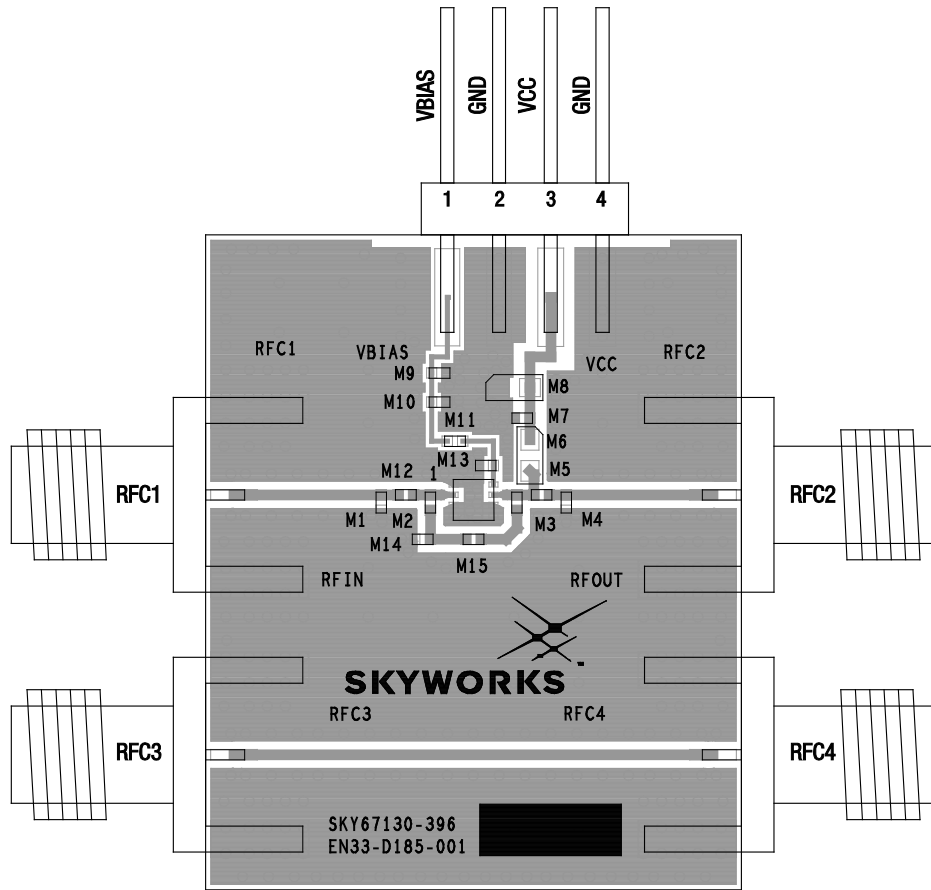 VBIAS
GND
VCC
GND
1 2 3 4
RFC1 VBIAS VCC RFC2
M9
M8
M10
M7
M11
M6
M13
M5
M12 1
RFC1 RFC2
M1 M2 M3 M4
M14
M15
RFIN RFOUT
SKYWORKS
RFC3 RFC4
RFC3 RFC4
SKY67130-396
EN33-D185-001